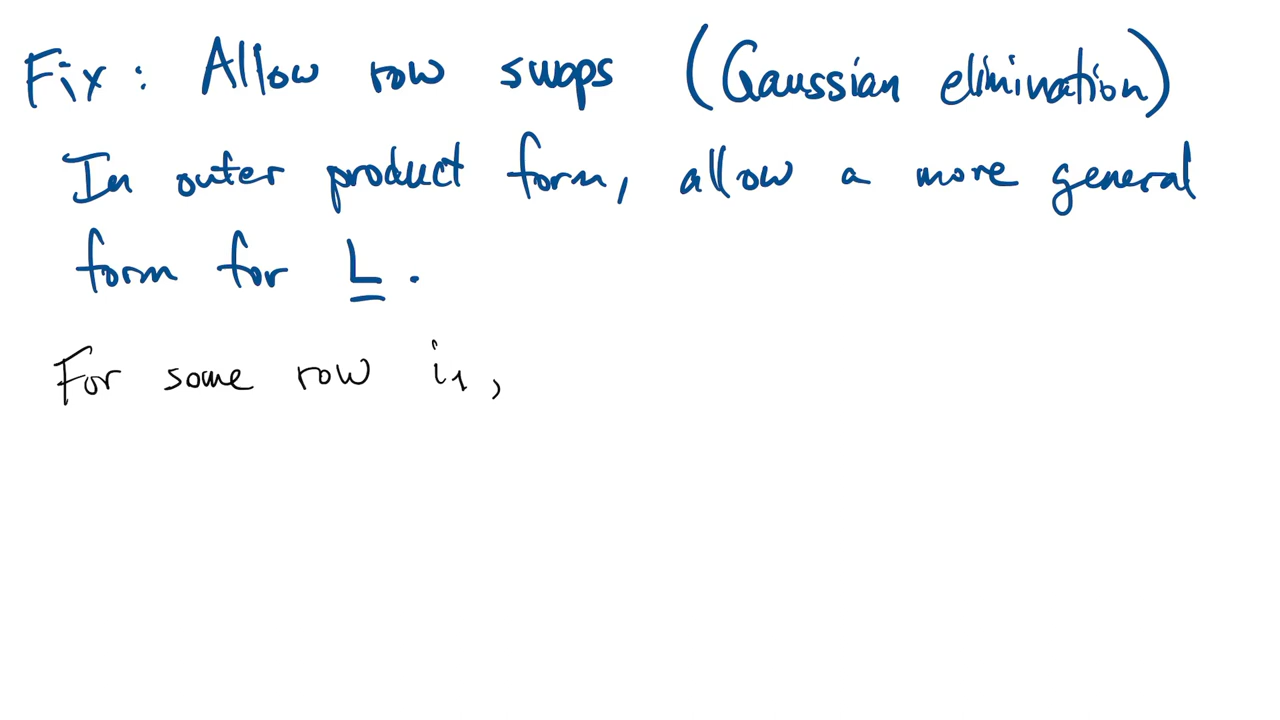 Fix: Allow row swaps (Gaussian elimination)
In outer product form, allow a more general
form for L.
For some row i₁,